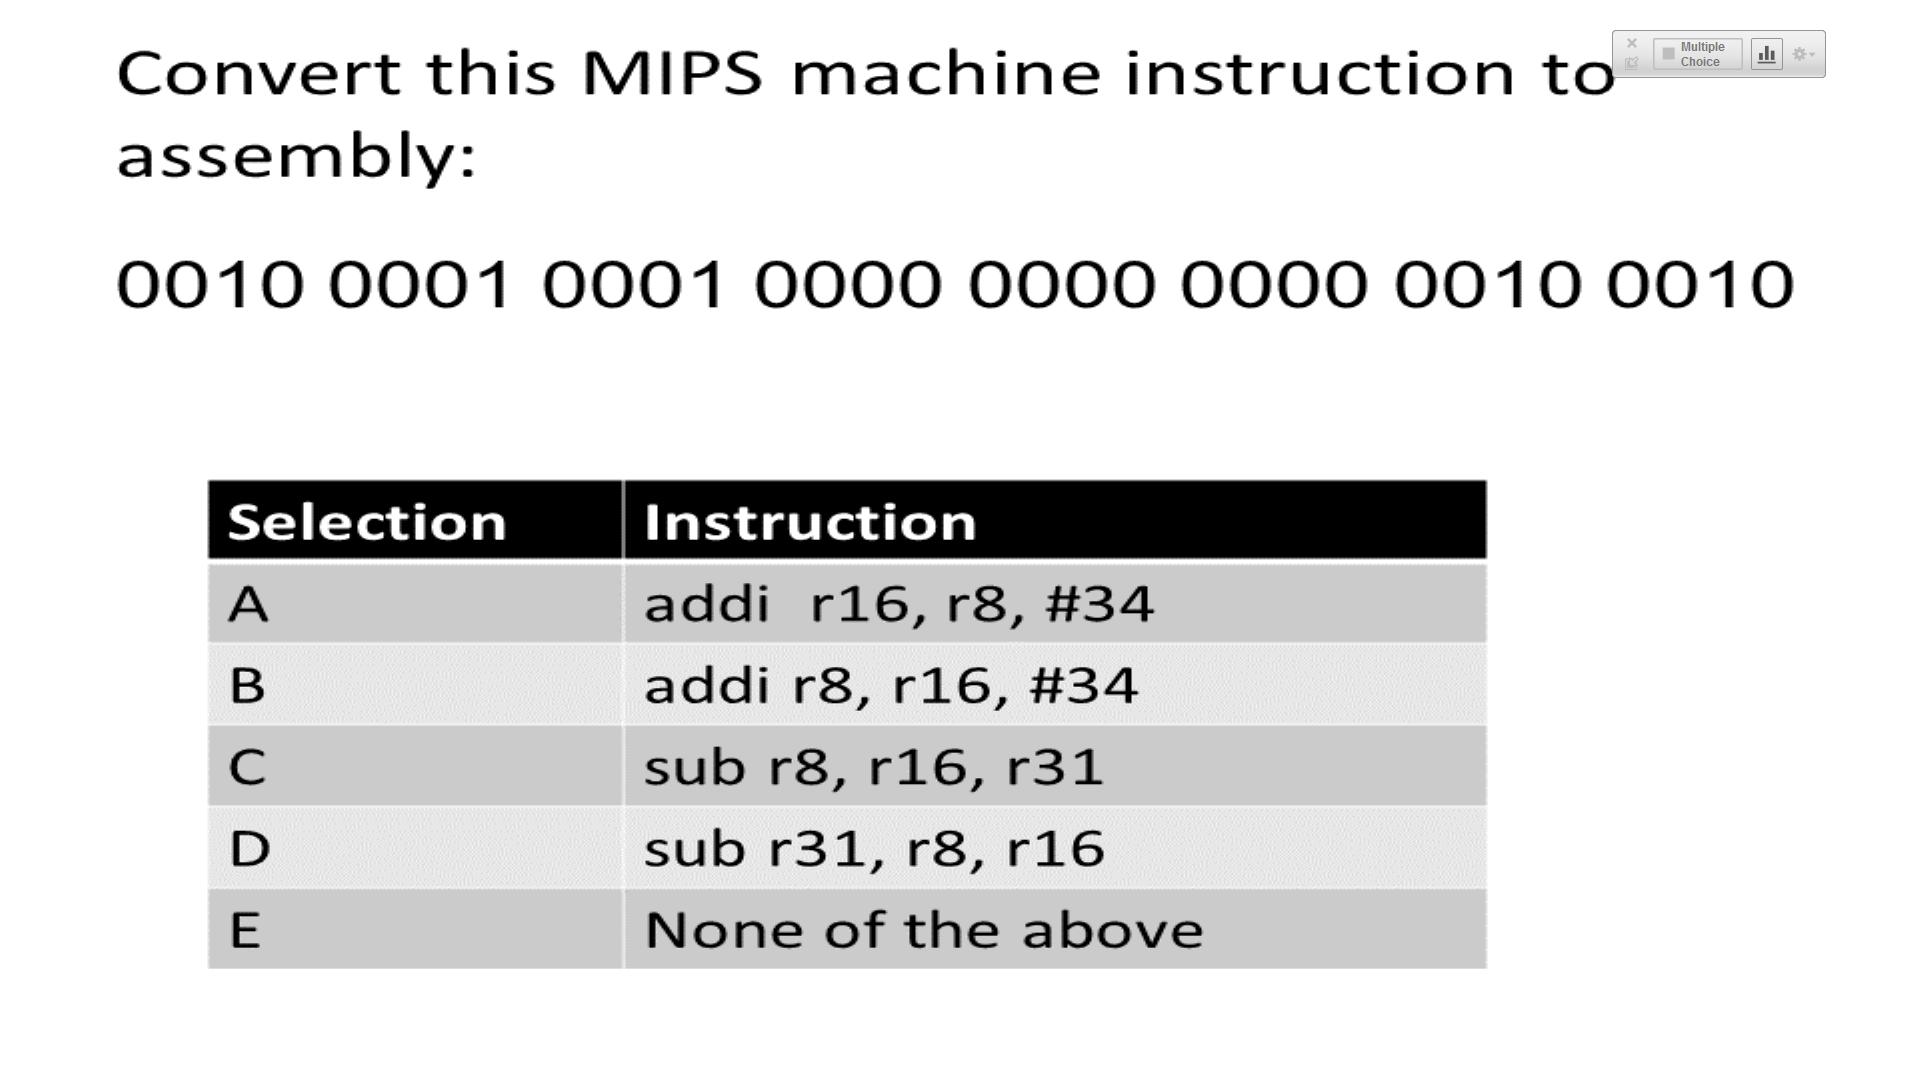 Convert this MIPS machine instruction to
assembly:
Multiple
Choice
0010 0001 0001 0000 0000 0000 0010 0010
Selection Instruction
A addi r16, r8, #34
B addi r8, r16, #34
C sub r8, r16, r31
D sub r31, r8, r16
E None of the above